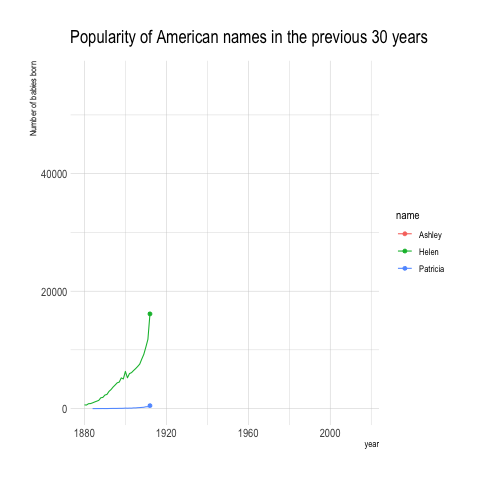 Popularity of American names in the previous 30 years
Number of babies born
40000
20000
0
1880
1920
1960
2000
year
name
Ashley
Helen
Patricia